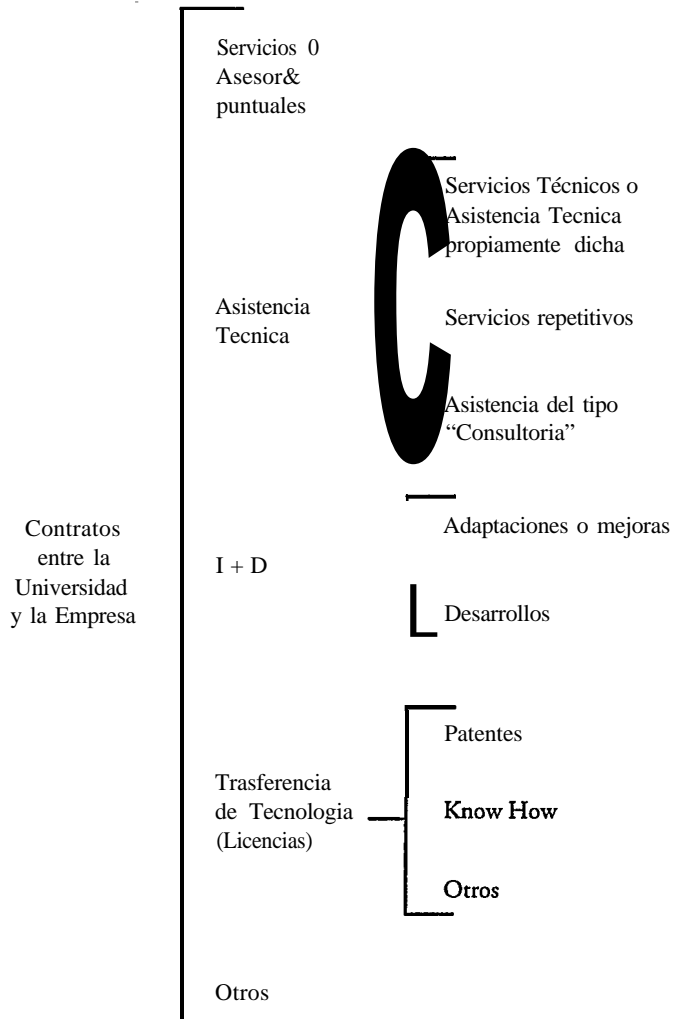 Servicios 0
Asesor&
puntuales
Servicios Técnicos o
Asistencia Tecnica
propiamente dicha
Asistencia
Tecnica
Servicios repetitivos
Asistencia del tipo
“Consultoria”
Contratos
entre la
Universidad
y la Empresa
I + D
Adaptaciones o mejoras
Desarrollos
Trasferencia
de Tecnologia
(Licencias)
Patentes
Know How
Otros
Otros